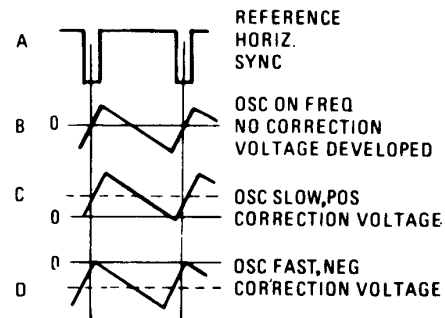 A
REFERENCE
HORIZ.
SYNC
B
0
OSC ON FREQ
NO CORRECTION
VOLTAGE DEVELOPED
C
0
OSC SLOW,POS
CORRECTION VOLTAGE
0
D
OSC FAST,NEG
CORRECTION VOLTAGE